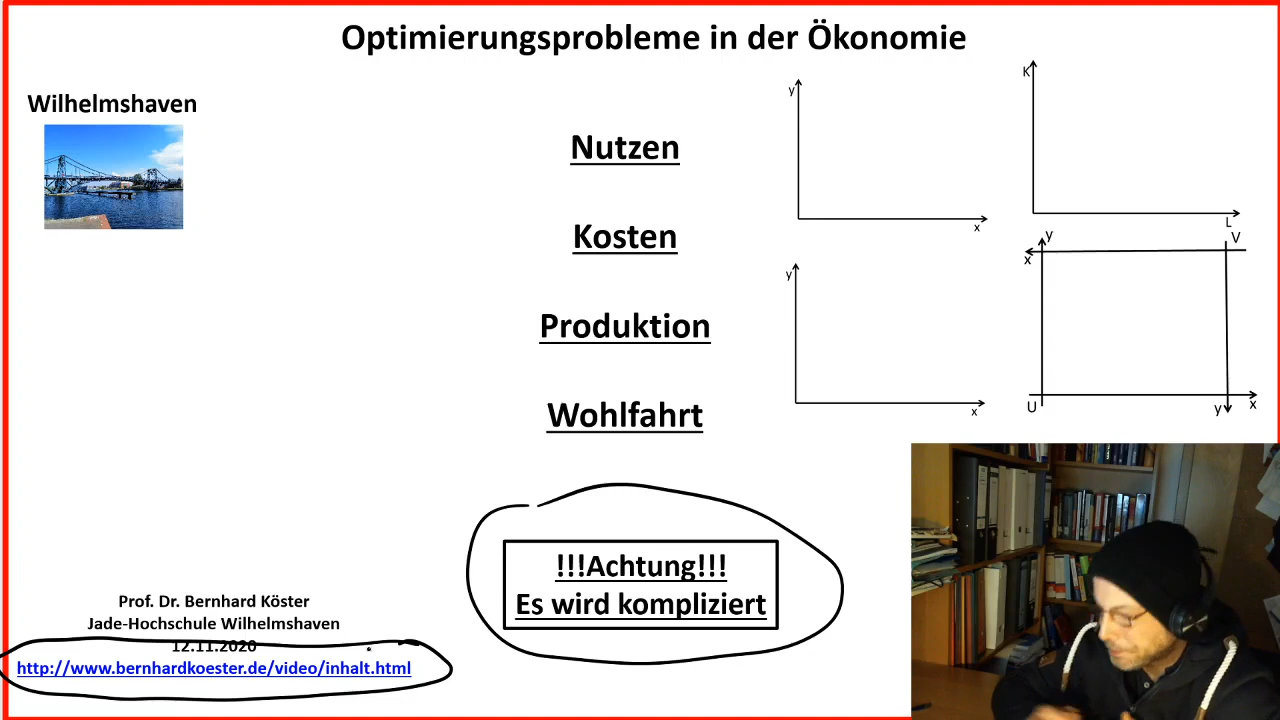 Optimierungsprobleme in der Ökonomie
Wilhelmshaven
Nutzen
Kosten
Produktion
Wohlfahrt
y
x
K
L
y
x
y
V
x
U
y
x
!!!Achtung!!!
Es wird kompliziert
Prof. Dr. Bernhard Köster
Jade-Hochschule Wilhelmshaven
12.11.2020
http://www.bernhardkoester.de/video/inhalt.html